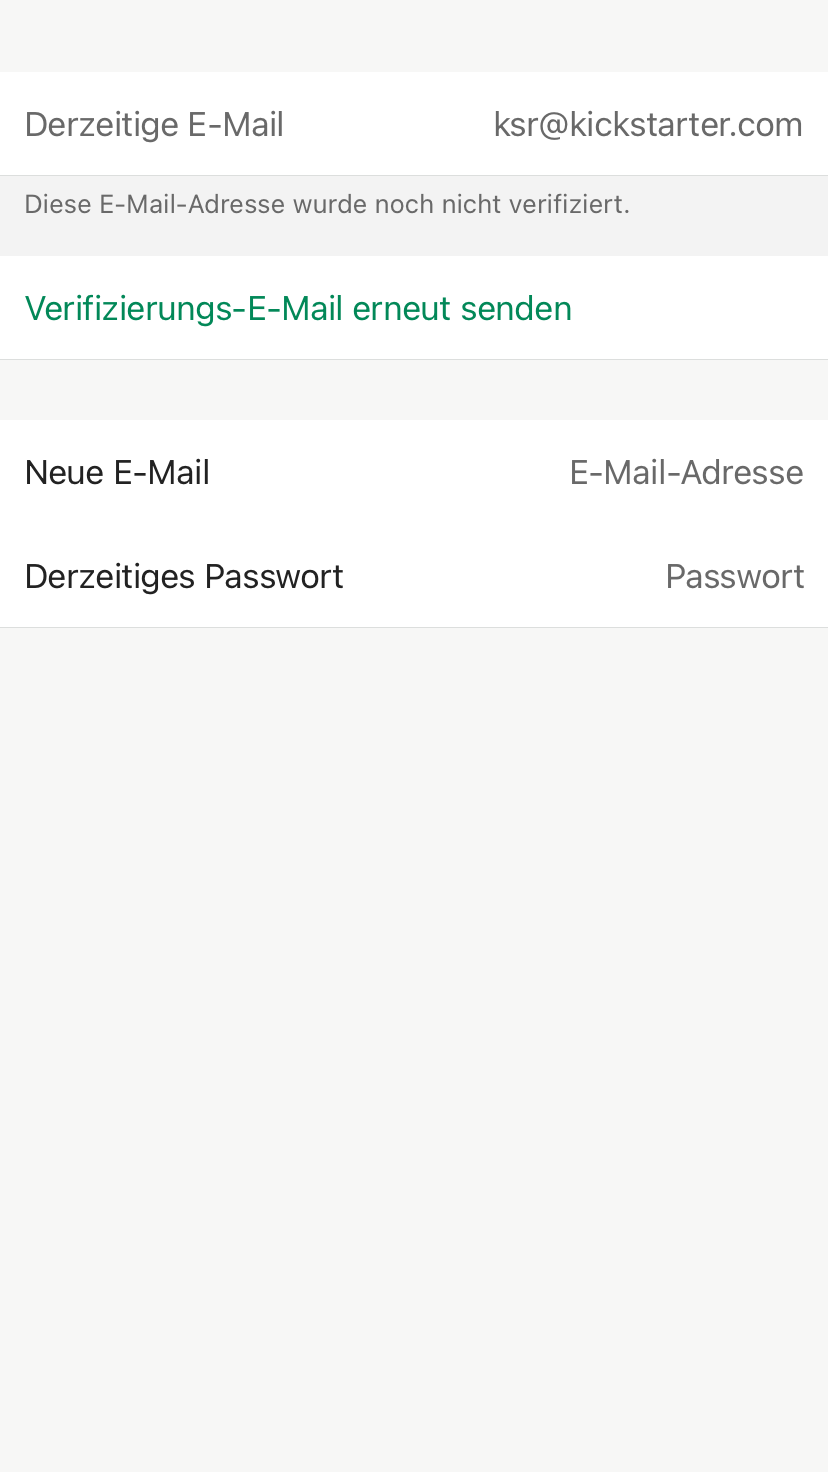 Derzeitige E-Mail ksr@kickstarter.com
Diese E-Mail-Adresse wurde noch nicht verifiziert.
Verifizierungs-E-Mail erneut senden
Neue E-Mail E-Mail-Adresse
Derzeitiges Passwort Passwort